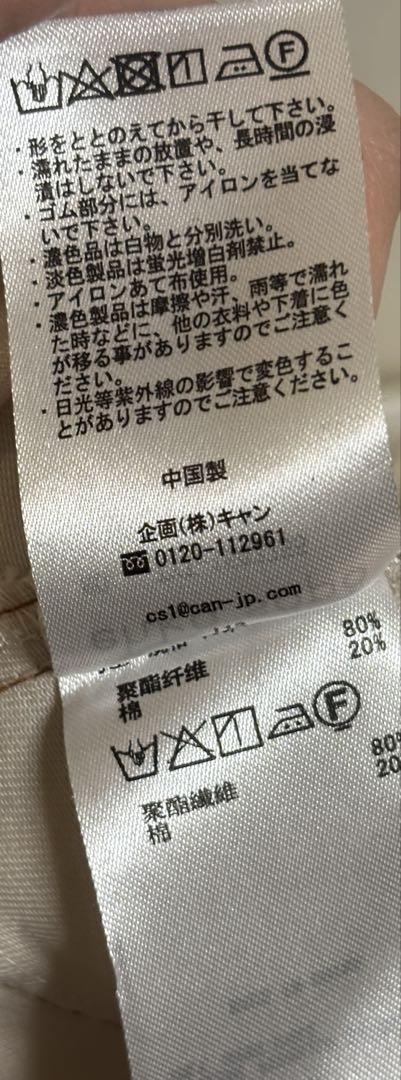 ・形をととのえてから干して下さい。
・濡れたままの放置や、長時間の浸
漬はしないで下さい。
・ゴム部分には、アイロンを当てな
いで下さい。
・濃色品は白物と分別洗い。
・淡色製品は蛍光増白剤禁止。
・アイロンあて布使用。
・濃色製品は摩擦や汗、雨等で濡れ
た時などに、他の衣料や下着に色
が移る事がありますのでご注意く
ださい。
・日光等紫外線の影響で変色するこ
とがありますのでご注意ください。
中国製
企画(株)キャン
0120-112961
cs1@can-jp.com
80%
聚酯纤维 20%
棉
F
聚酯纖維 80%
棉 20